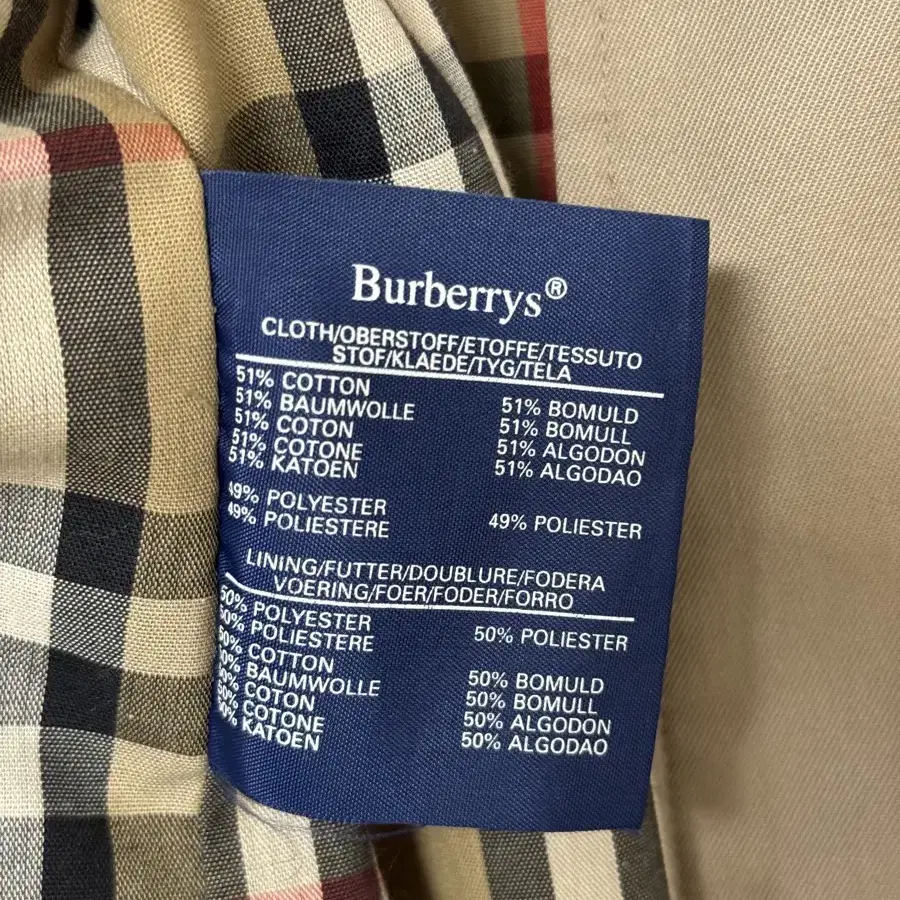 Burberrys®
CLOTH/OBERSTOFF/ETOFFE/TESSUTO
STOF/KLAEDE/TYG/TELA
51% COTTON
51% BAUMWOLLE
51% COTON
51% COTONE
51% KATOEN
51% BOMULD
51% BOMULL
51% ALGODON
51% ALGODAO
49% POLYESTER
49% POLIESTERE
49% POLIESTER
LINING/FUTTER/DOUBLURE/FODERA
VOERING/FOER/FODER/FORRO
50% POLYESTER
50% POLIESTERE
50% POLIESTER
50% COTTON
50% BAUMWOLLE
50% COTON
50% COTONE
50% KATOEN
50% BOMULD
50% BOMULL
50% ALGODON
50% ALGODAO